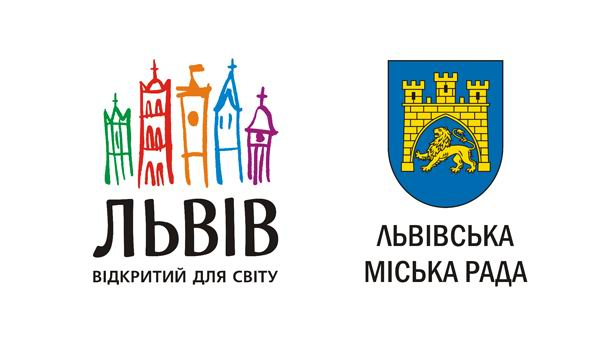 ЛЬВІВ
ВІДКРИТИЙ ДЛЯ СВІТУ
ЛЬВІВСЬКА
МІСЬКА РАДА